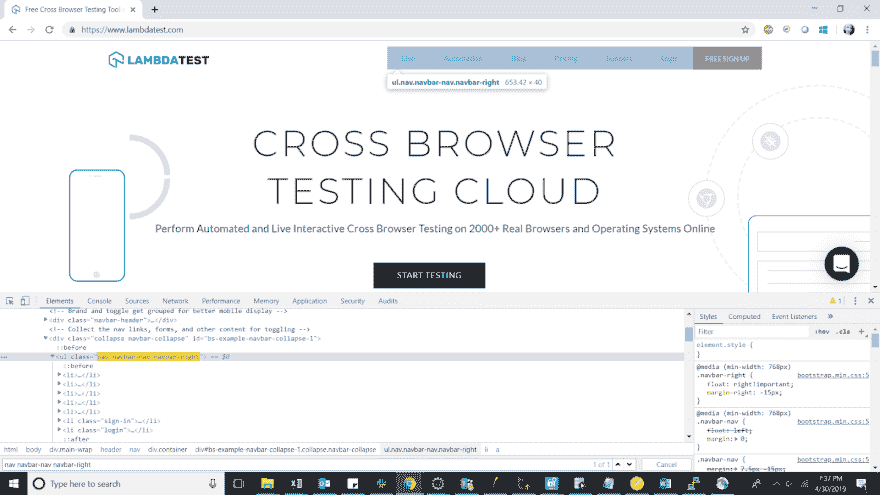 Free Cross Browser Testing Tool
https://www.lambdatest.com
LAMBDATEST
Live Automation Blog Pricing Support Login FREE SIGN UP
ul.nav.navbar-nav.navbar-right 653.42 × 40
CROSS BROWSER
TESTING CLOUD
Perform Automated and Live Interactive Cross Browser Testing on 2000+ Real Browsers and Operating Systems Online
START TESTING
Elements Console Sources Network Performance Memory Application Security Audits 1
<!-- Brand and toggle get grouped for better mobile display -->
<div class="navbar-header">…</div>
<!-- Collect the nav links, forms, and other content for toggling -->
<div class="collapse navbar-collapse" id="bs-example-navbar-collapse-1">
::before
<ul class="nav navbar-nav navbar-right"> == $0
::before
<li>…</li>
<li>…</li>
<li>…</li>
<li>…</li>
<li>…</li>
<li class="sign-in">…</li>
<li class="login">…</li>
::after
html body div.main-wrap header nav div.container div#bs-example-navbar-collapse-1.collapse.navbar-collapse ul.nav.navbar-nav.navbar-right li a
nav navbar-nav navbar-right 1 of 1 Cancel
Styles Computed Event Listeners
Filter :hov .cls +
element.style {
}
@media (min-width: 768px)
.navbar-right { bootstrap.min.css:5
float: right!important;
margin-right: -15px;
}
@media (min-width: 768px)
.navbar-nav { bootstrap.min.css:5
float: left;
margin: 0;
}
.navbar-nav { bootstrap.min.css:5
margin: 7.5px -15px;
Type here to search
7:37 PM
4/30/2019